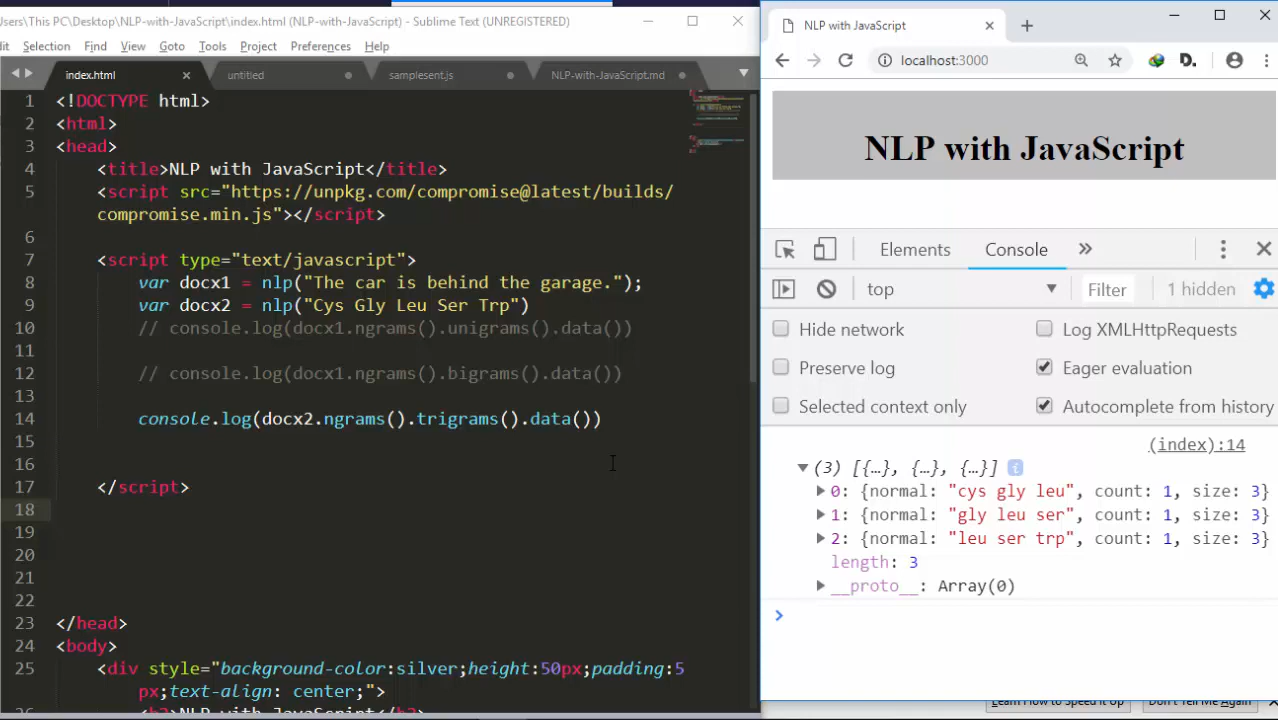 Users\This PC\Desktop\NLP-with-JavaScript\index.html (NLP-with-JavaScript) - Sublime Text (UNREGISTERED)
Selection Find View Goto Tools Project Preferences Help
index.html × untitled samplesent.js NLP-with-JavaScript.md
1 <!DOCTYPE html>
2 <html>
3 <head>
4 <title>NLP with JavaScript</title>
5 <script src="https://unpkg.com/compromise@latest/builds/
compromise.min.js"></script>
6
7 <script type="text/javascript">
8 var docx1 = nlp("The car is behind the garage.");
9 var docx2 = nlp("Cys Gly Leu Ser Trp")
10 // console.log(docx1.ngrams().unigrams().data())
11
12 // console.log(docx1.ngrams().bigrams().data())
13
14 console.log(docx2.ngrams().trigrams().data())
15
16
17 </script>
18
19
20
21
22
23 </head>
24 <body>
25 <div style="background-color:silver;height:50px;padding:5
px;text-align: center;">
26 <h2>NLP with JavaScript</h2>
NLP with JavaScript
localhost:3000
NLP with JavaScript
Elements Console »
top Filter 1 hidden
Hide network Log XMLHttpRequests
Preserve log Eager evaluation
Selected context only Autocomplete from history
(index):14
(3) [{…}, {…}, {…}] i
0: {normal: "cys gly leu", count: 1, size: 3}
1: {normal: "gly leu ser", count: 1, size: 3}
2: {normal: "leu ser trp", count: 1, size: 3}
length: 3
__proto__: Array(0)
>
Learn How to Speed It Up Don't Tell Me Again